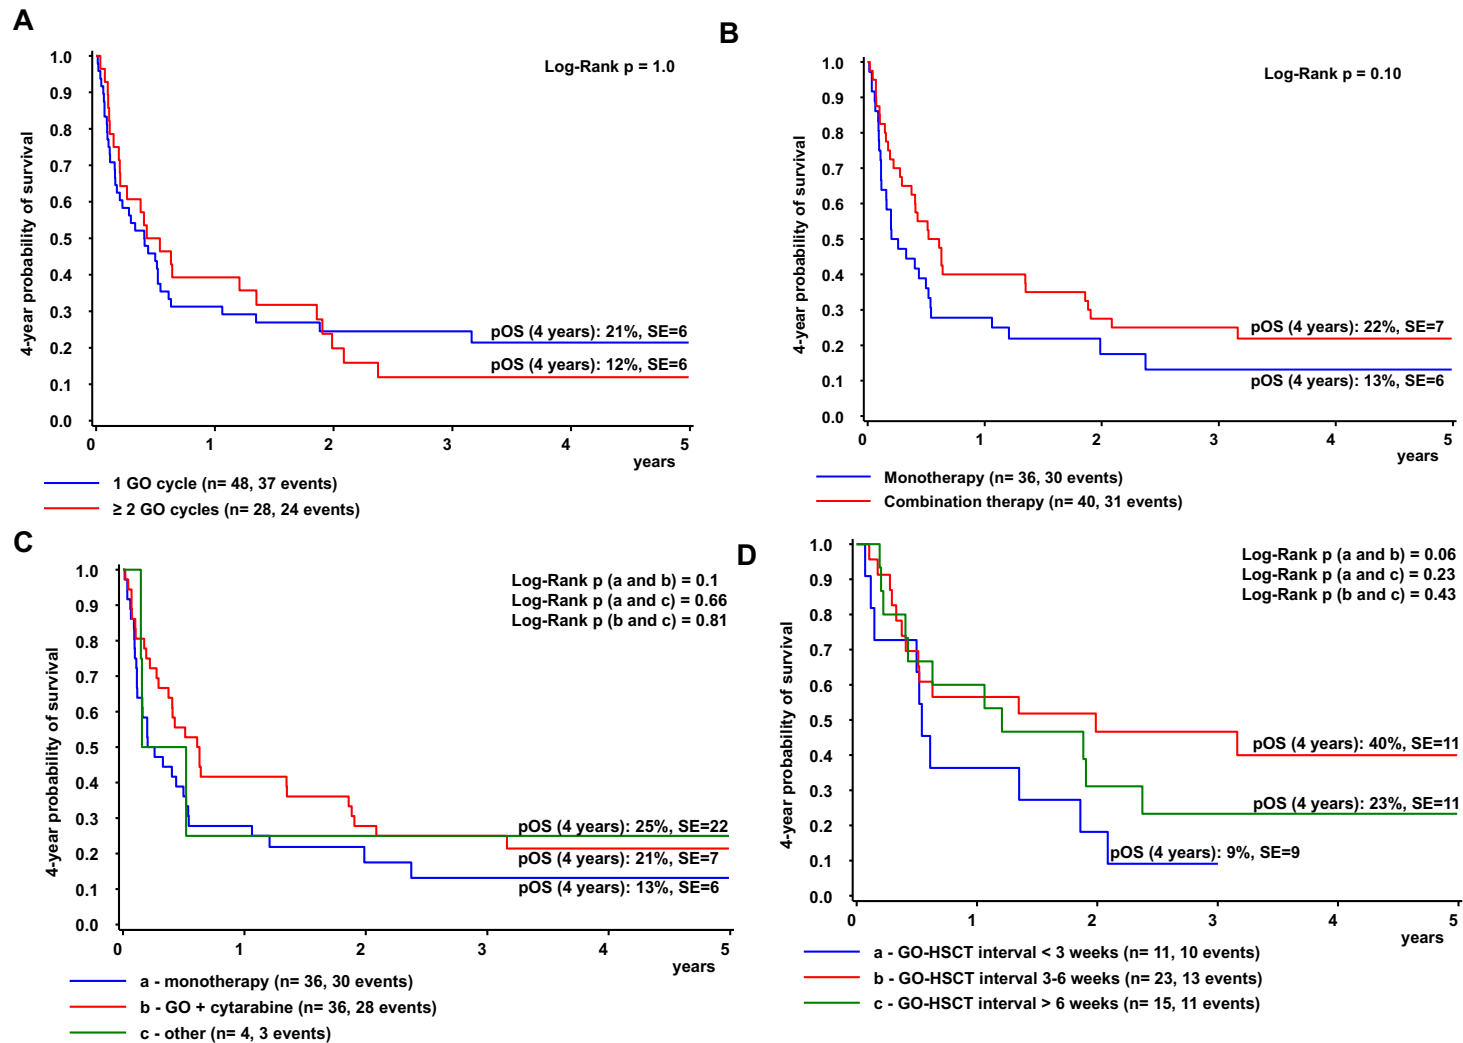 A
Log-Rank p = 1.0
4-year probability of survival
1.0
0.9
0.8
0.7
0.6
0.5
0.4
0.3
0.2
0.1
0.0
pOS (4 years): 21%, SE=6
pOS (4 years): 12%, SE=6
0 1 2 3 4 5
years
1 GO cycle (n= 48, 37 events)
≥ 2 GO cycles (n= 28, 24 events)
B
Log-Rank p = 0.10
4-year probability of survival
1.0
0.9
0.8
0.7
0.6
0.5
0.4
0.3
0.2
0.1
0.0
pOS (4 years): 22%, SE=7
pOS (4 years): 13%, SE=6
0 1 2 3 4 5
years
Monotherapy (n= 36, 30 events)
Combination therapy (n= 40, 31 events)
C
Log-Rank p (a and b) = 0.1
Log-Rank p (a and c) = 0.66
Log-Rank p (b and c) = 0.81
4-year probability of survival
1.0
0.9
0.8
0.7
0.6
0.5
0.4
0.3
0.2
0.1
0.0
pOS (4 years): 25%, SE=22
pOS (4 years): 21%, SE=7
pOS (4 years): 13%, SE=6
0 1 2 3 4 5
years
a - monotherapy (n= 36, 30 events)
b - GO + cytarabine (n= 36, 28 events)
c - other (n= 4, 3 events)
D
Log-Rank p (a and b) = 0.06
Log-Rank p (a and c) = 0.23
Log-Rank p (b and c) = 0.43
4-year probability of survival
1.0
0.9
0.8
0.7
0.6
0.5
0.4
0.3
0.2
0.1
0.0
pOS (4 years): 40%, SE=11
pOS (4 years): 23%, SE=11
pOS (4 years): 9%, SE=9
0 1 2 3 4 5
years
a - GO-HSCT interval < 3 weeks (n= 11, 10 events)
b - GO-HSCT interval 3-6 weeks (n= 23, 13 events)
c - GO-HSCT interval > 6 weeks (n= 15, 11 events)